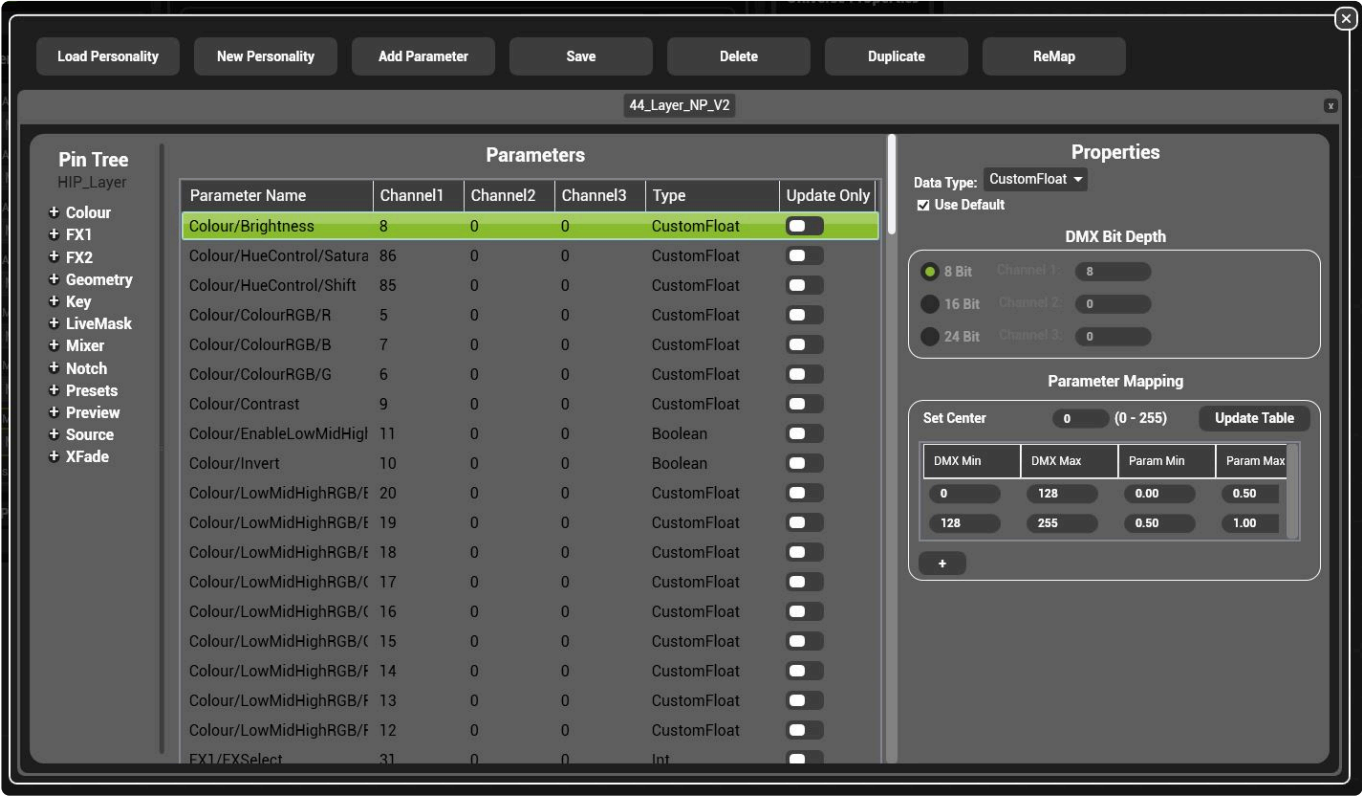 Load Personality New Personality Add Parameter Save Delete Duplicate ReMap
44_Layer_NP_V2
x
Pin Tree
HIP_Layer
+ Colour
+ FX1
+ FX2
+ Geometry
+ Key
+ LiveMask
+ Mixer
+ Notch
+ Presets
+ Preview
+ Source
+ XFade
Parameters
Parameter Name Channel1 Channel2 Channel3 Type Update Only
Colour/Brightness 8 0 0 CustomFloat
Colour/HueControl/Satura 86 0 0 CustomFloat
Colour/HueControl/Shift 85 0 0 CustomFloat
Colour/ColourRGB/R 5 0 0 CustomFloat
Colour/ColourRGB/B 7 0 0 CustomFloat
Colour/ColourRGB/G 6 0 0 CustomFloat
Colour/Contrast 9 0 0 CustomFloat
Colour/EnableLowMidHigh 11 0 0 Boolean
Colour/Invert 10 0 0 Boolean
Colour/LowMidHighRGB/ 20 0 0 CustomFloat
Colour/LowMidHighRGB/ 19 0 0 CustomFloat
Colour/LowMidHighRGB/ 18 0 0 CustomFloat
Colour/LowMidHighRGB/ 17 0 0 CustomFloat
Colour/LowMidHighRGB/ 16 0 0 CustomFloat
Colour/LowMidHighRGB/ 15 0 0 CustomFloat
Colour/LowMidHighRGB/ 14 0 0 CustomFloat
Colour/LowMidHighRGB/ 13 0 0 CustomFloat
Colour/LowMidHighRGB/ 12 0 0 CustomFloat
FX1/FXSelect 31 0 0 Int
Properties
Data Type: CustomFloat
Use Default
DMX Bit Depth
8 Bit Channel 1: 8
16 Bit Channel 2: 0
24 Bit Channel 3: 0
Parameter Mapping
Set Center 0 (0 - 255) Update Table
DMX Min DMX Max Param Min Param Max
0 128 0.00 0.50
128 255 0.50 1.00
+